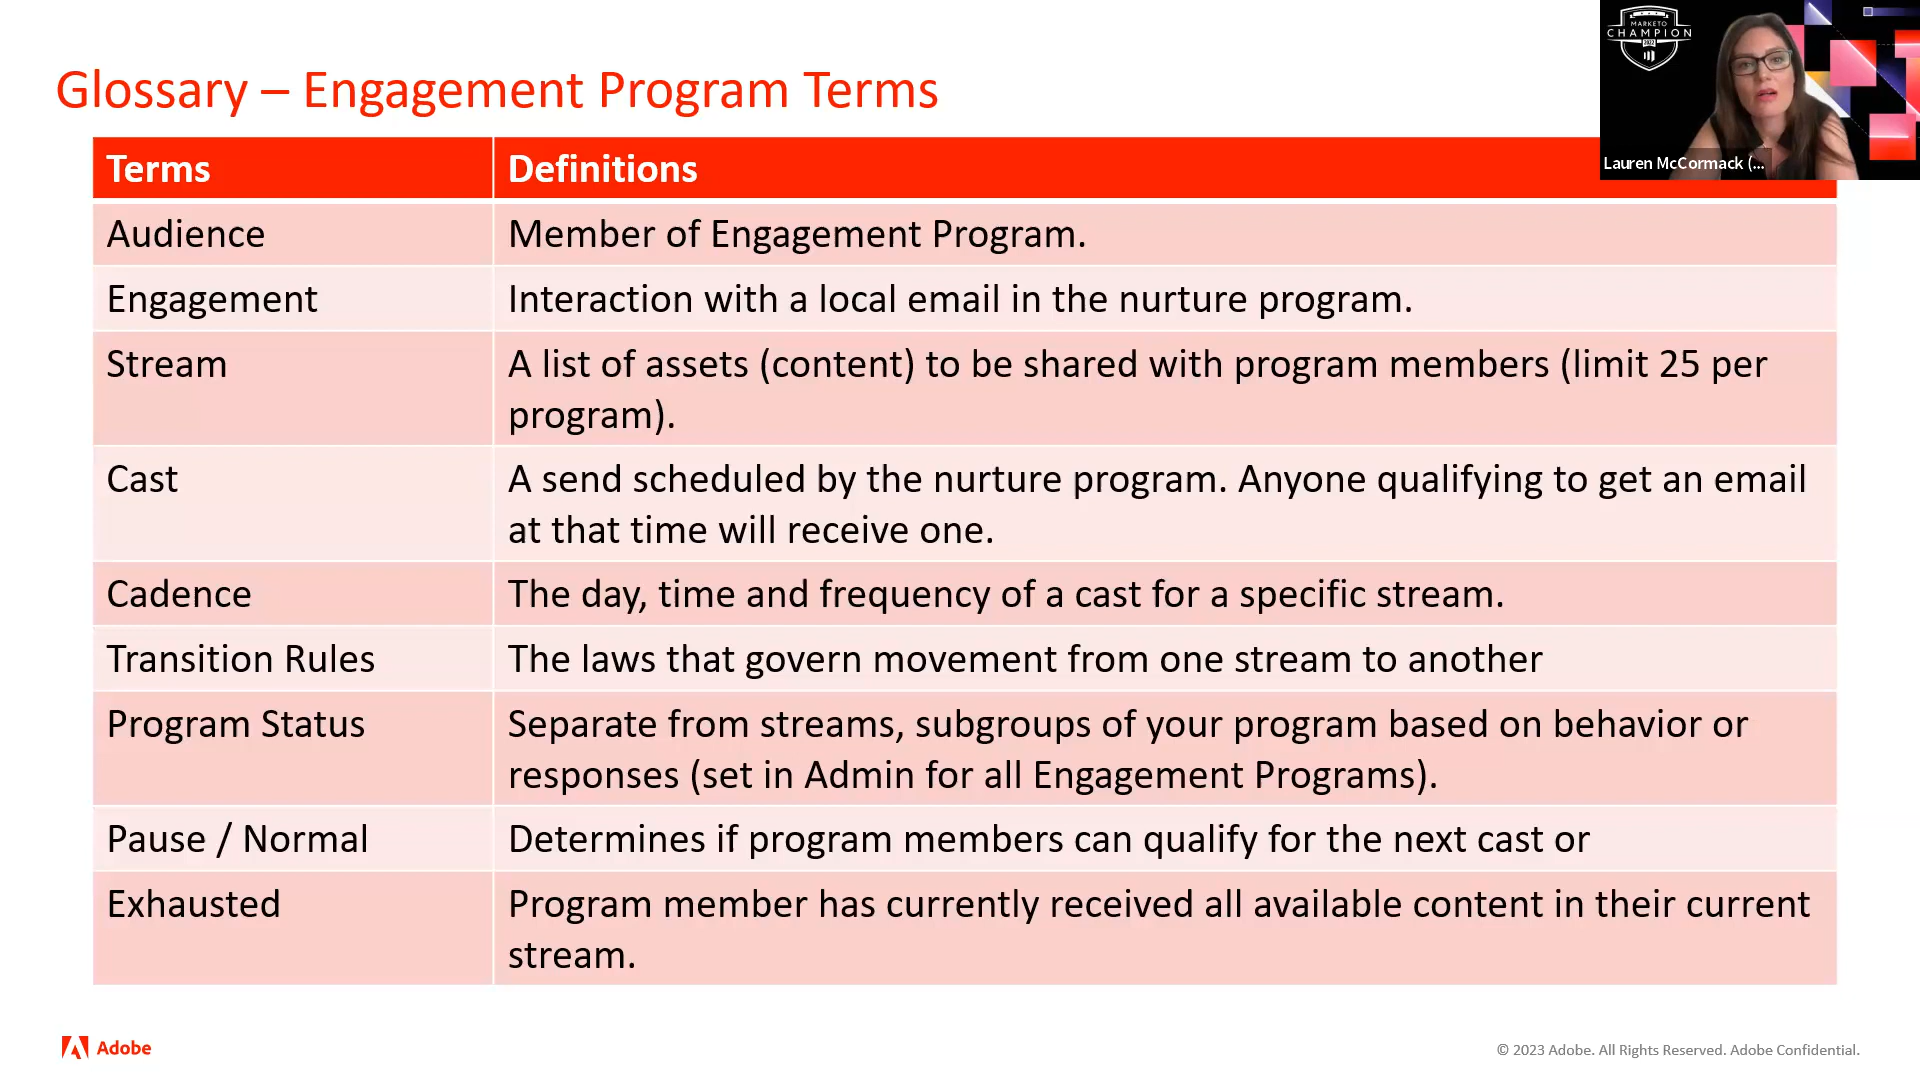 Glossary – Engagement Program Terms
MARKETO
CHAMPION
Lauren McCormack (...
Terms
Definitions
Audience
Member of Engagement Program.
Engagement
Interaction with a local email in the nurture program.
Stream
A list of assets (content) to be shared with program members (limit 25 per
program).
Cast
A send scheduled by the nurture program. Anyone qualifying to get an email
at that time will receive one.
Cadence
The day, time and frequency of a cast for a specific stream.
Transition Rules
The laws that govern movement from one stream to another
Program Status
Separate from streams, subgroups of your program based on behavior or
responses (set in Admin for all Engagement Programs).
Pause / Normal
Determines if program members can qualify for the next cast or
Exhausted
Program member has currently received all available content in their current
stream.
Adobe
© 2023 Adobe. All Rights Reserved. Adobe Confidential.